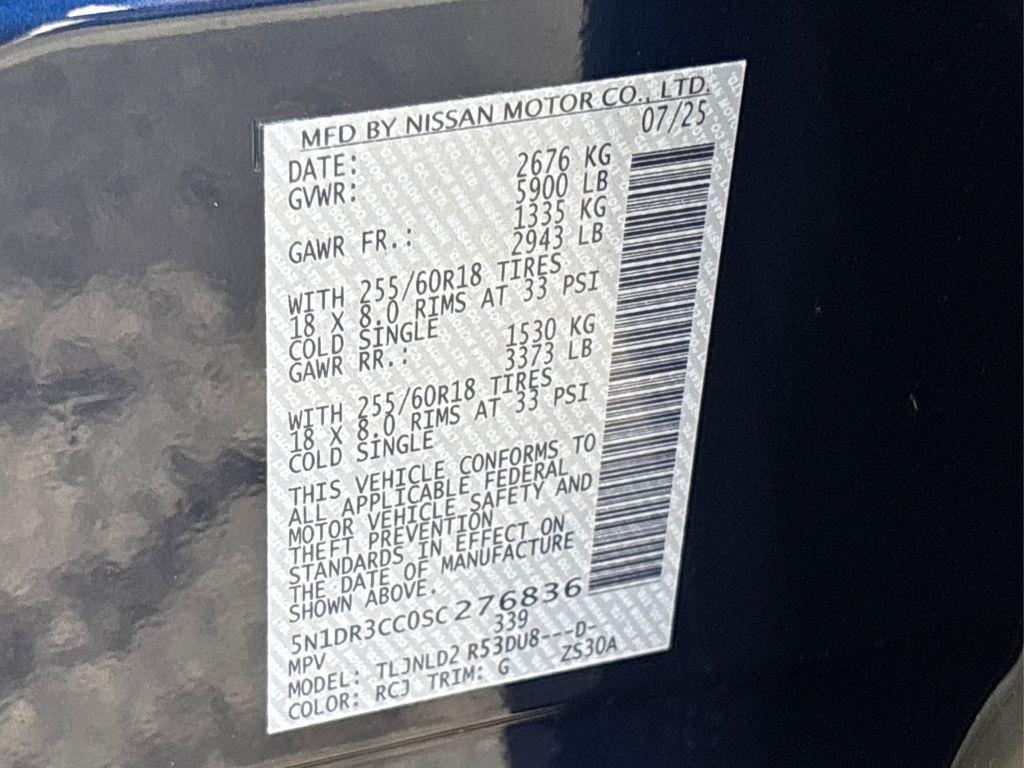 MFD BY NISSAN MOTOR CO., LTD.
DATE: 07/25
GVWR: 2676 KG
5900 LB
1335 KG
GAWR FR.: 2943 LB
WITH 255/60R18 TIRES
18 X 8.0 RIMS AT 33 PSI
COLD SINGLE
1530 KG
GAWR RR.: 3373 LB
WITH 255/60R18 TIRES
18 X 8.0 RIMS AT 33 PSI
COLD SINGLE
THIS VEHICLE CONFORMS TO
ALL APPLICABLE FEDERAL
MOTOR VEHICLE SAFETY AND
THEFT PREVENTION
STANDARDS IN EFFECT ON
THE DATE OF MANUFACTURE
SHOWN ABOVE.
5N1DR3CC0SC276836
MPV 339
MODEL: TLJNLD2 R53DU8---D-
COLOR: RCJ TRIM: G ZS30A